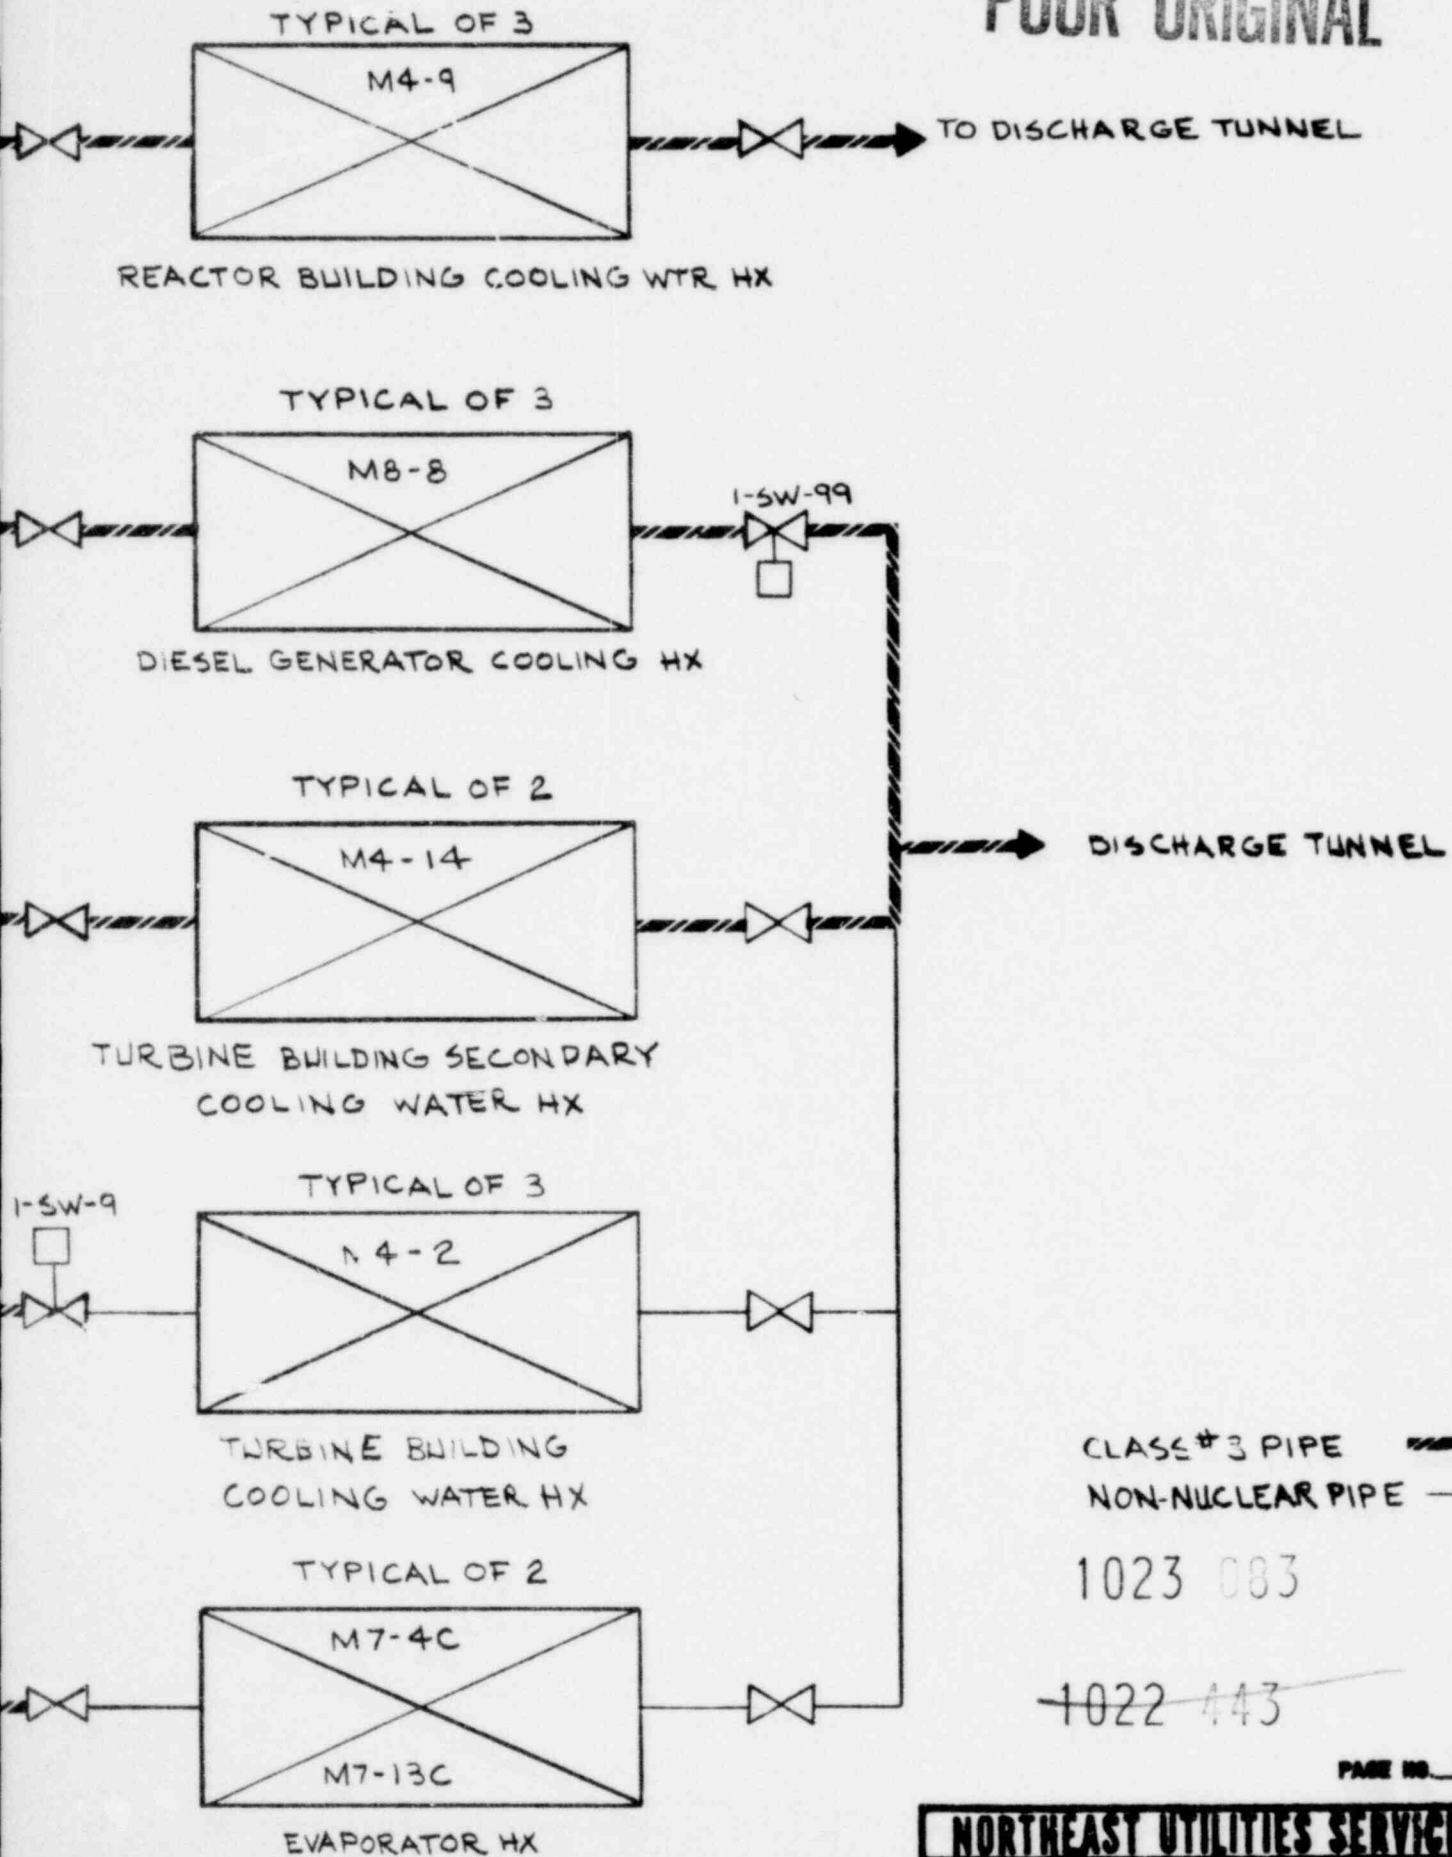 POOR ORIGINAL
TYPICAL OF 3
M4-9
TO DISCHARGE TUNNEL
REACTOR BUILDING COOLING WTR HX
TYPICAL OF 3
M8-8
1-SW-99
DIESEL GENERATOR COOLING HX
TYPICAL OF 2
M4-14
DISCHARGE TUNNEL
TURBINE BUILDING SECONDARY
COOLING WATER HX
TYPICAL OF 3
1-SW-9
4-2
TURBINE BUILDING
COOLING WATER HX
CLASS #3 PIPE
NON-NUCLEAR PIPE
TYPICAL OF 2
1023 083
M7-4C
1022 443
M7-13C
PAGE NO.
EVAPORATOR HX
NORTHEAST UTILITIES SERVICE